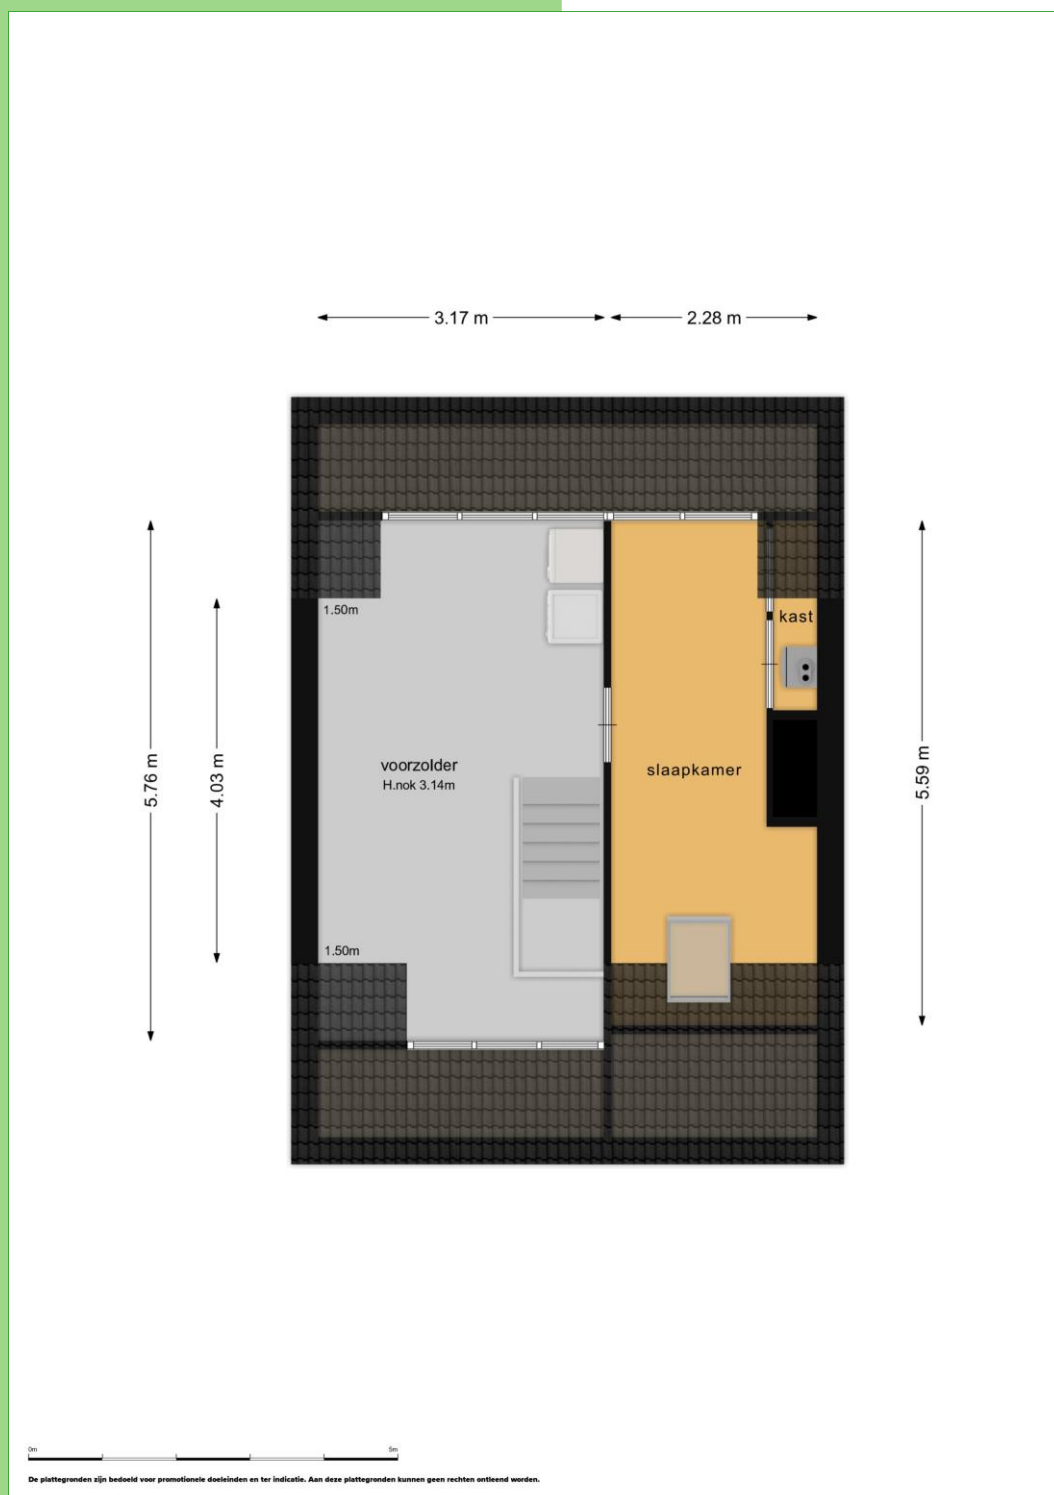 3.17 m
2.28 m
1.50m
kast
5.76 m
4.03 m
voorzolder
H.nok 3.14m
slaapkamer
5.59 m
1.50m
0m
5m
De plattegronden zijn bedoeld voor promotionele doeleinden en ter indicatie. Aan deze plattegronden kunnen geen rechten ontleend worden.